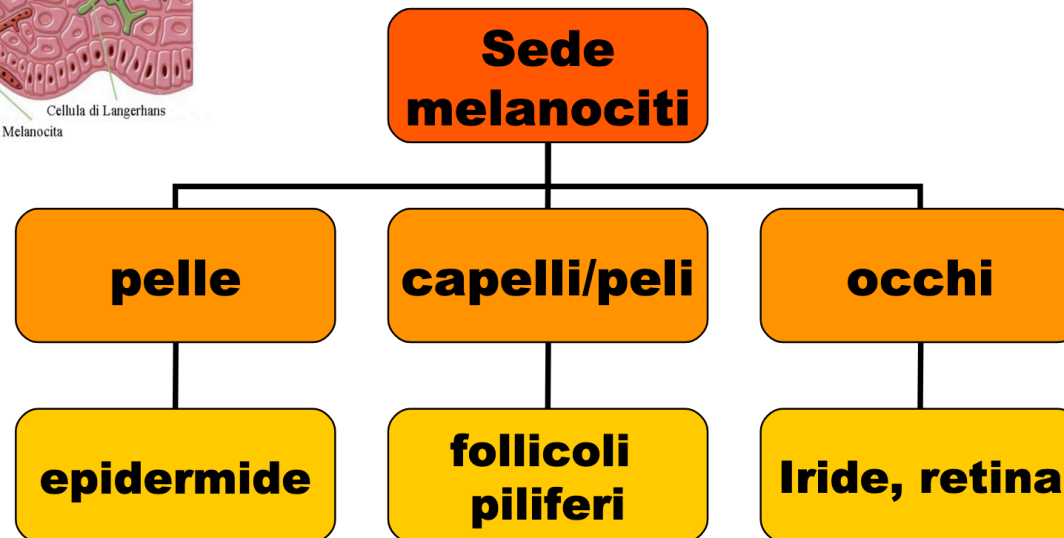 Cellula di Langerhans
Melanocita
Sede
melanociti
pelle
capelli/peli
occhi
epidermide
follicoli
piliferi
Iride, retina